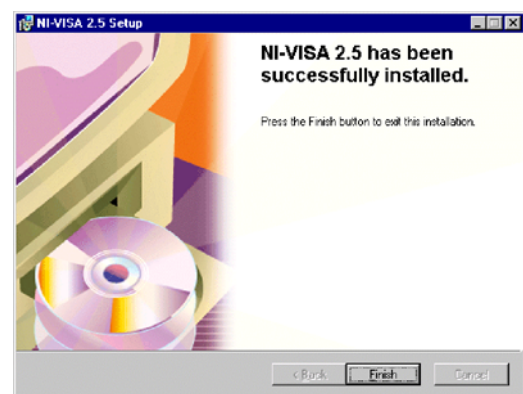 NI-VISA 2.5 Setup
NI-VISA 2.5 has been
successfully installed.
Press the Finish button to exit this installation.
< Back Finish Cancel